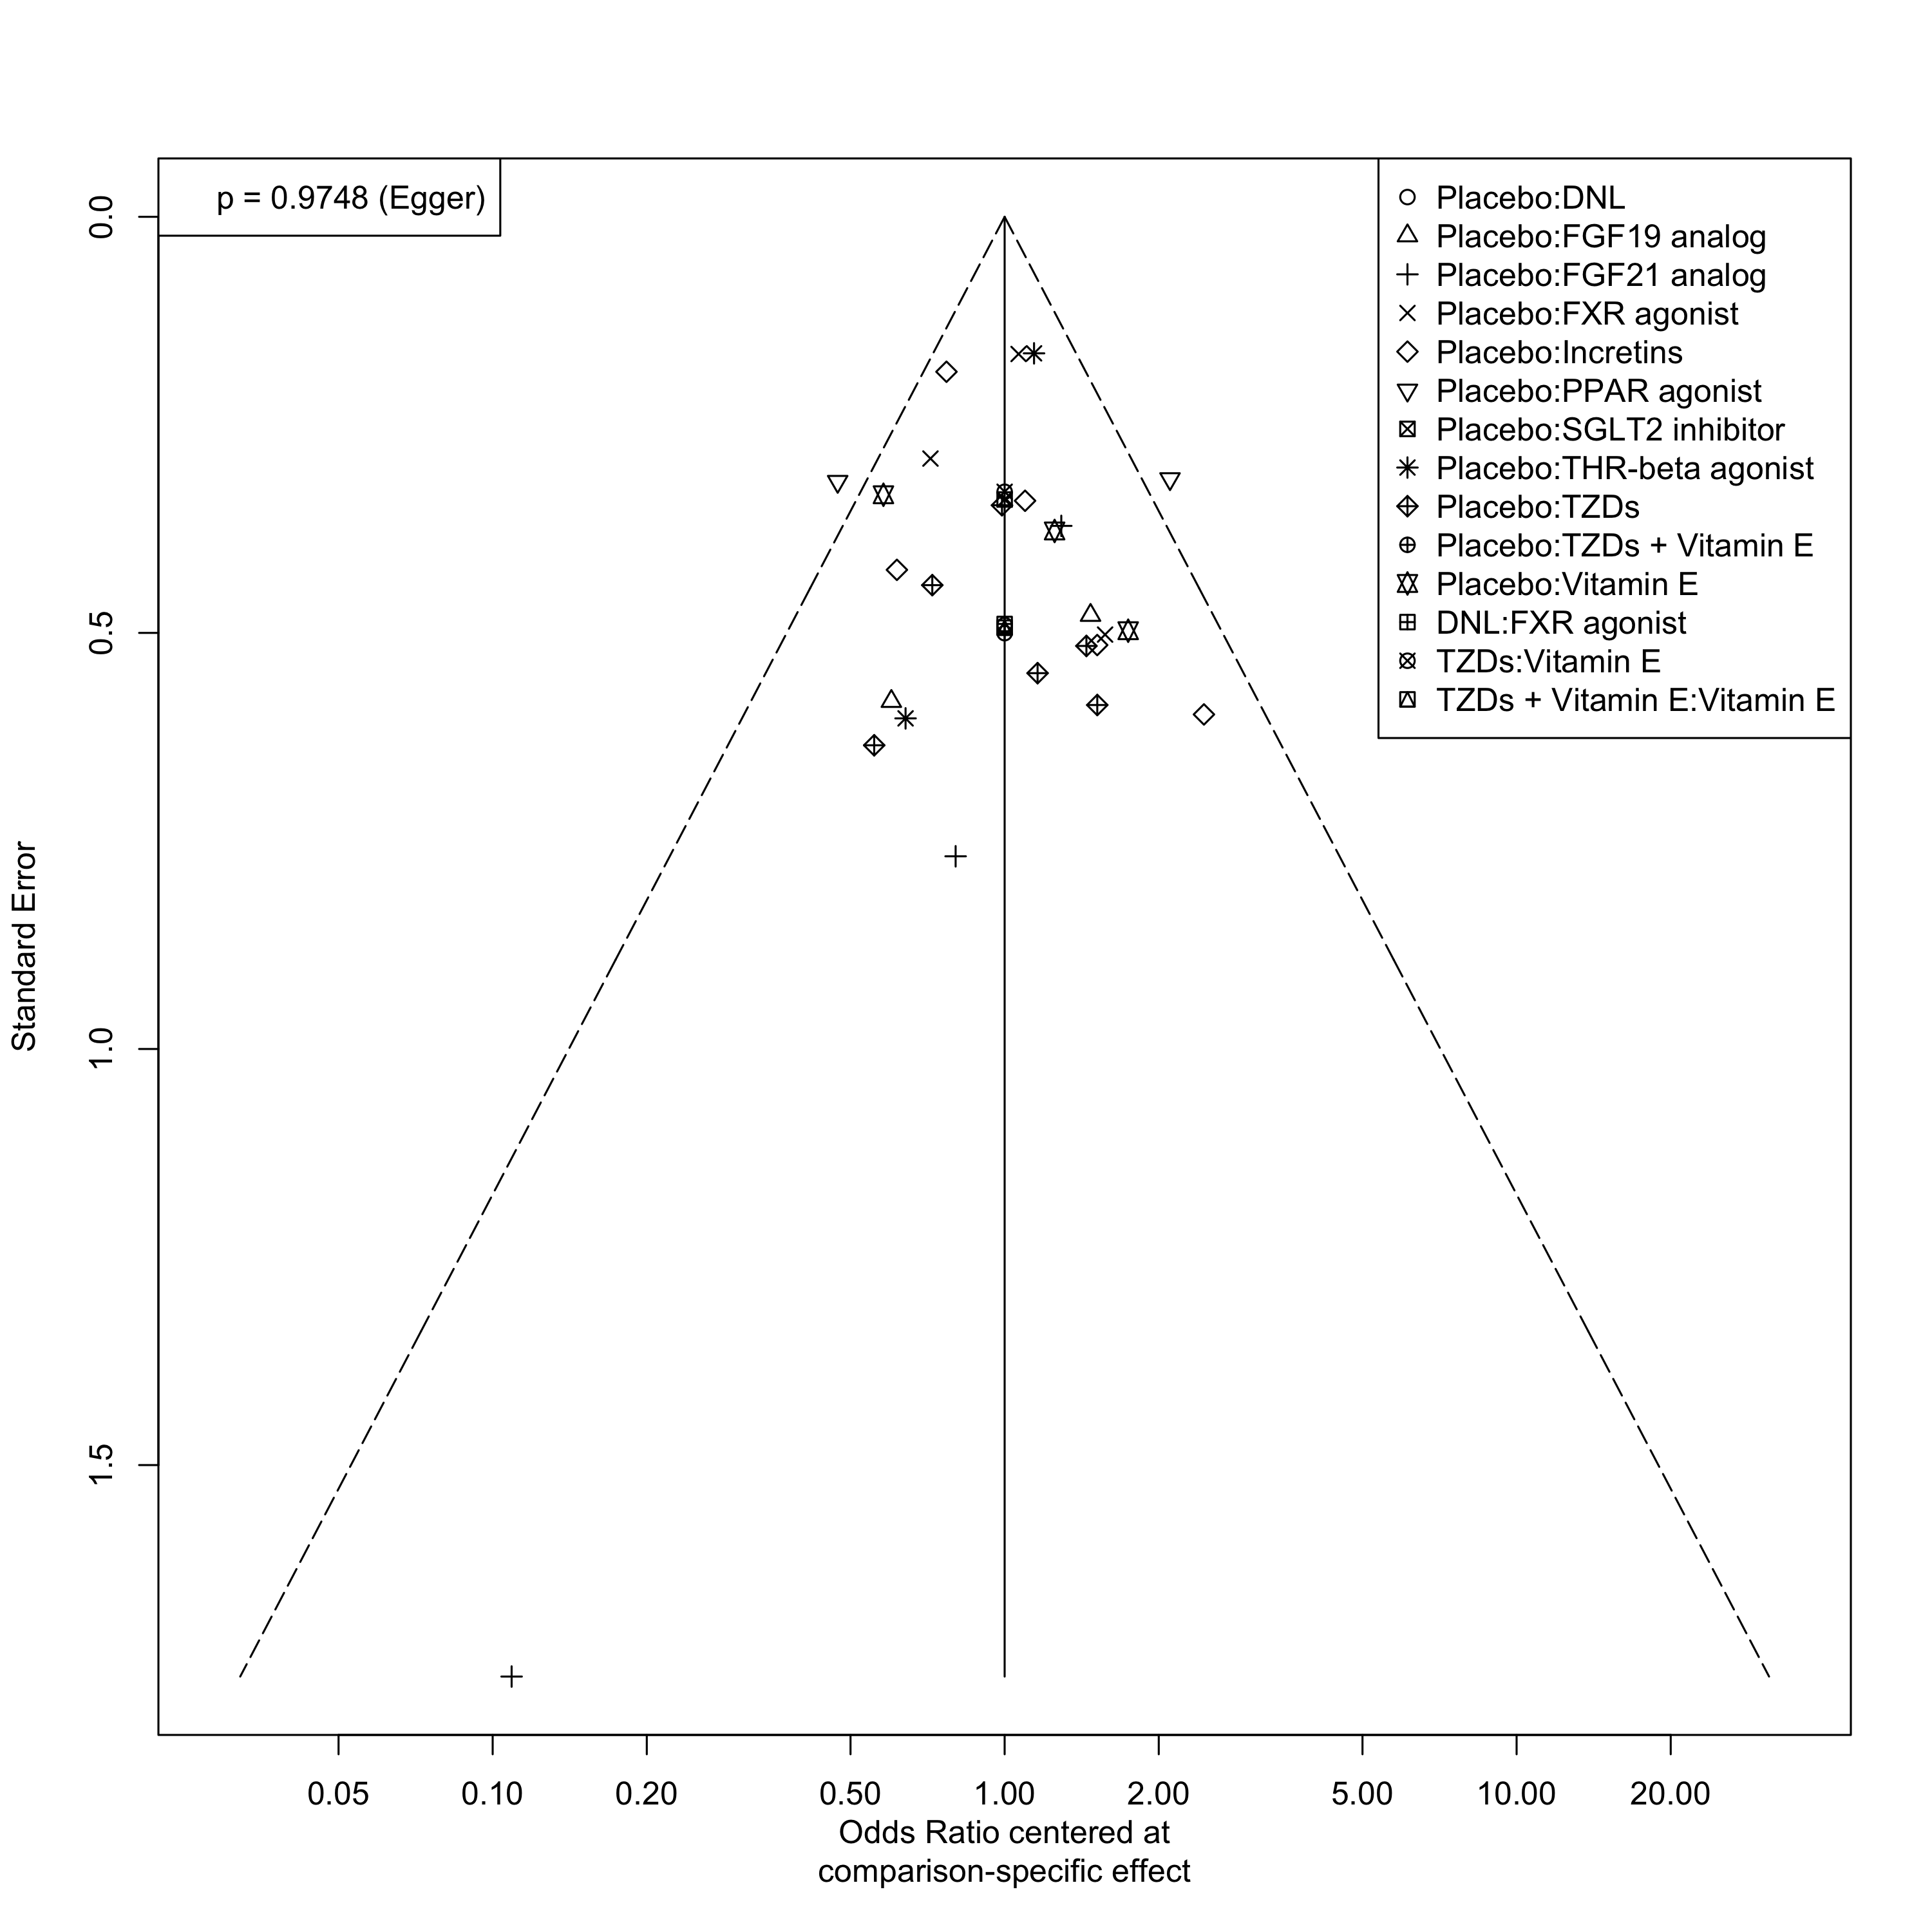 p = 0.9748 (Egger)
Placebo:DNL
Placebo:FGF19 analog
Placebo:FGF21 analog
Placebo:FXR agonist
Placebo:Incretins
Placebo:PPAR agonist
Placebo:SGLT2 inhibitor
Placebo:THR-beta agonist
Placebo:TZDs
Placebo:TZDs + Vitamin E
Placebo:Vitamin E
DNL:FXR agonist
TZDs:Vitamin E
TZDs + Vitamin E:Vitamin E
0.0
0.5
1.0
1.5
Standard Error
0.05 0.10 0.20 0.50 1.00 2.00 5.00 10.00 20.00
Odds Ratio centered at
comparison-specific effect